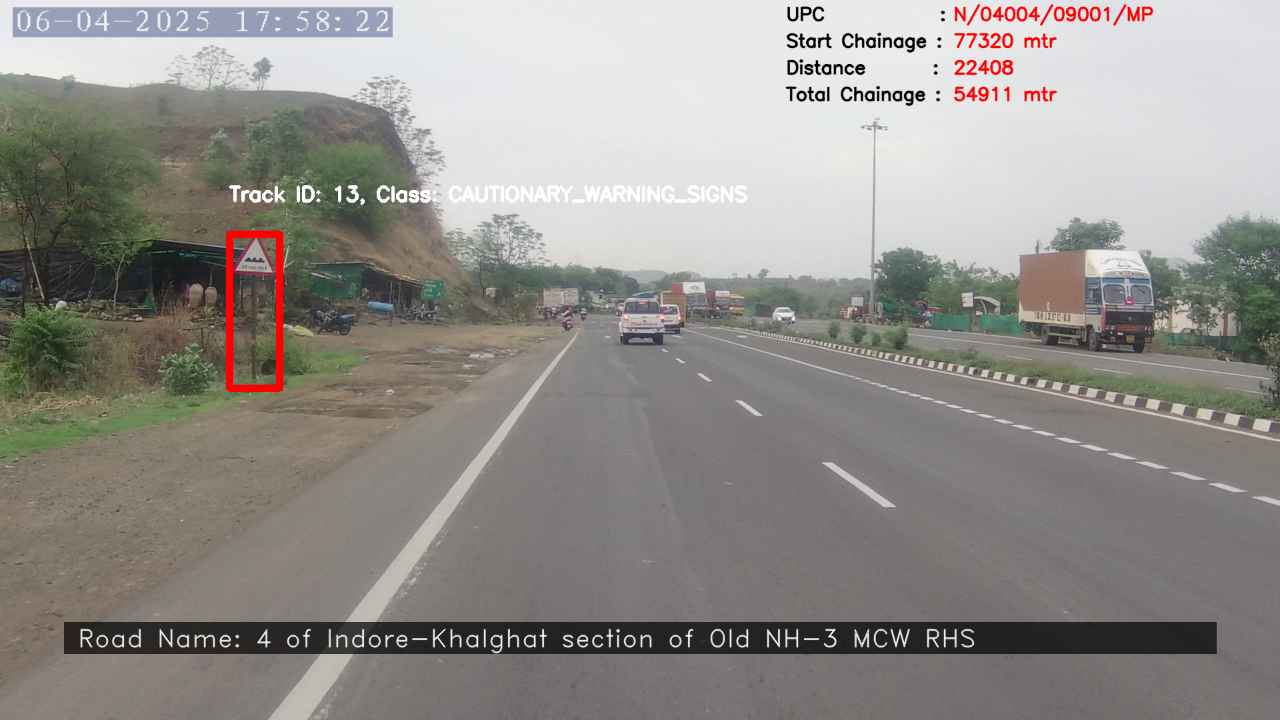 06-04-2025 17:58:22
UPC : N/04004/09001/MP
Start Chainage : 77320 mtr
Distance : 22408
Total Chainage : 54911 mtr
Track ID: 13, Class: CAUTIONARY_WARNING_SIGNS
Road Name: 4 of Indore-Khalghat section of Old NH-3 MCW RHS